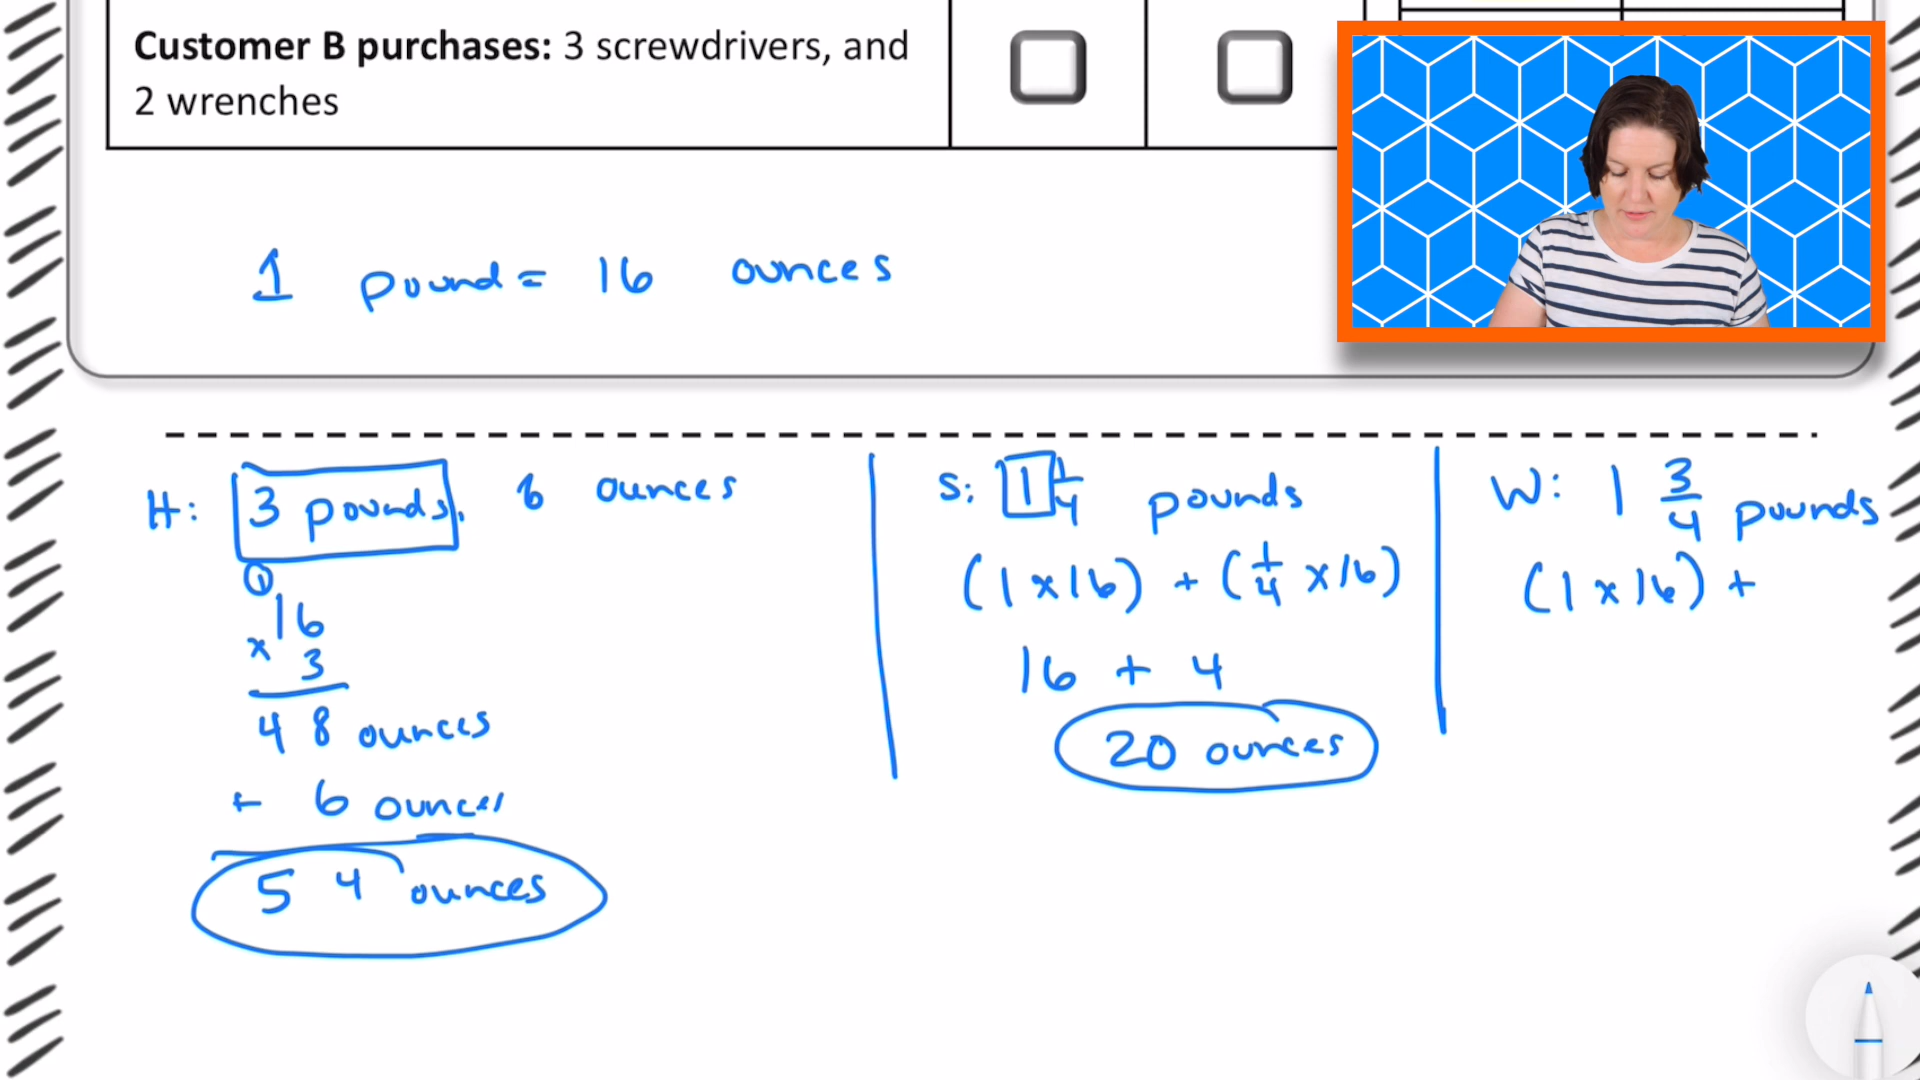 Customer B purchases: 3 screwdrivers, and
2 wrenches
1 pound = 16 ounces
H: 3 pounds, 6 ounces
1
16
x 3
48 ounces
+ 6 ounces
54 ounces
S: 1 1/4 pounds
(1 x 16) + (1/4 x 16)
16 + 4
20 ounces
W: 1 3/4 pounds
(1 x 16) +